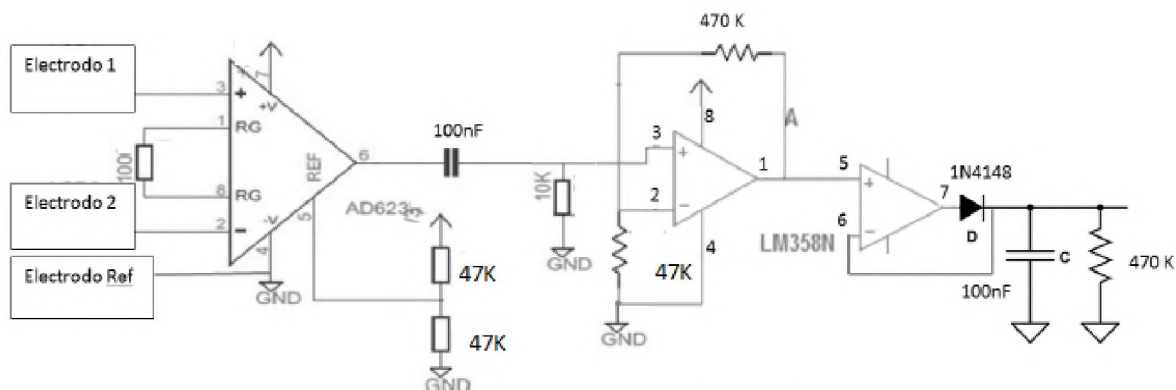 Electrodo 1
Electrodo 2
Electrodo Ref
3
+
7
+V
1
RG
8
RG
2
-
-V
4
GND
REF
5
6
AD623
47K
47K
GND
100nF
10K
GND
470 K
3
+
2
-
8
1
4
A
47K
GND
LM358N
5
+
6
-
7
1N4148
D
C
100nF
470 K